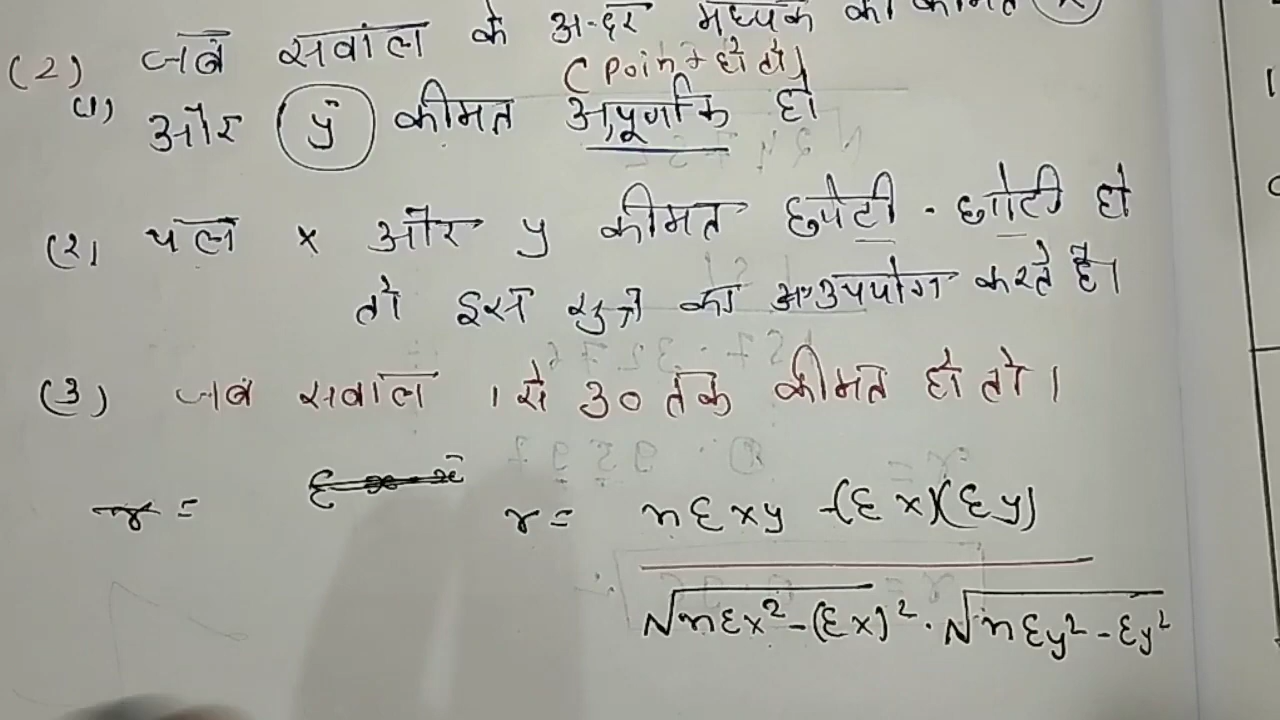 (2) जब सवाल के अन्दर मध्यक की कीमत x̄
(Point हो तो)
(1) और ȳ कीमत अपूर्णांक हो
(2) चल x और y कीमत छोटी - छोटी हो
तो इस सुत्र का उपयोग करते है।
(3) जब सवाल 1 से 30 तक कीमत हो तो।
r =
r = nΣxy -(Σx)(Σy)
√nΣx² - (Σx)² . √nΣy² - Σy²